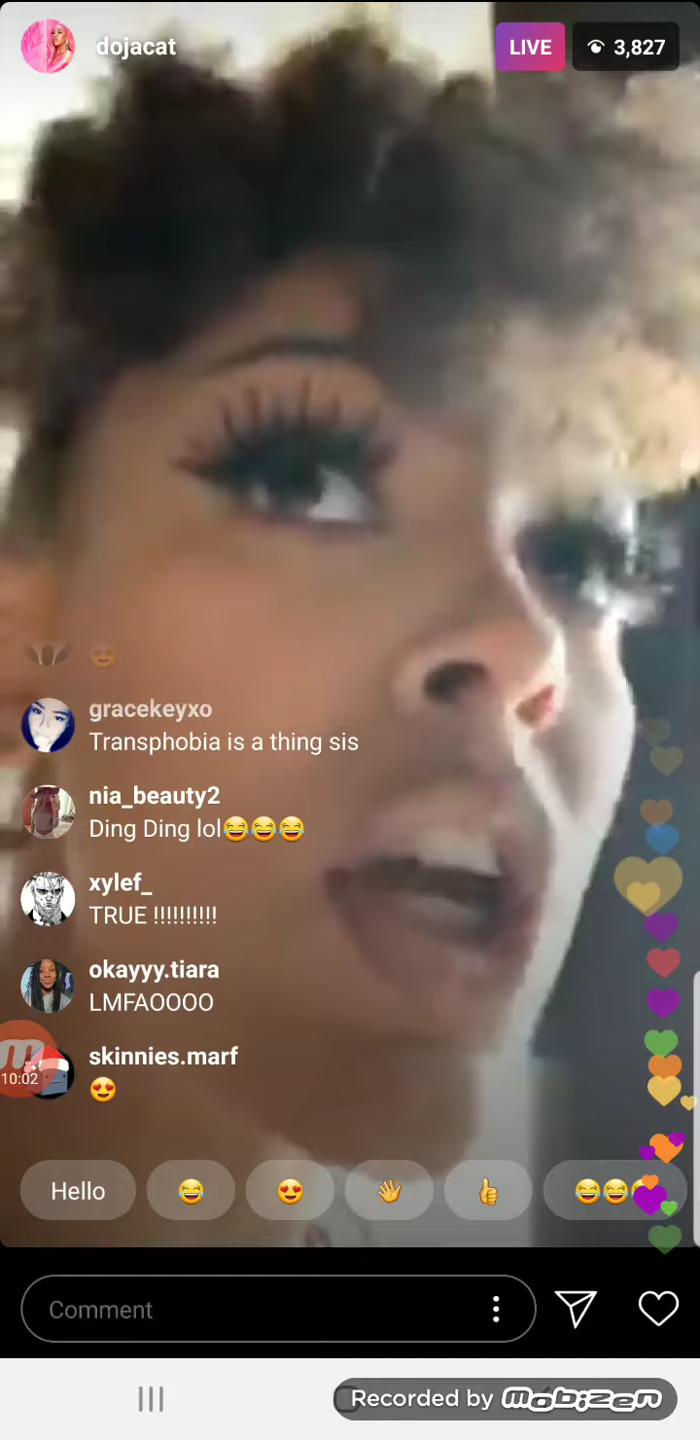 dojacat
LIVE
3,827
gracekeyxo
Transphobia is a thing sis
nia_beauty2
Ding Ding lol😂😂😂
xylef_
TRUE !!!!!!!!!!
okayyy.tiara
LMFAOOOO
skinnies.marf
😍
10:02
Hello
Comment
Recorded by mobizen